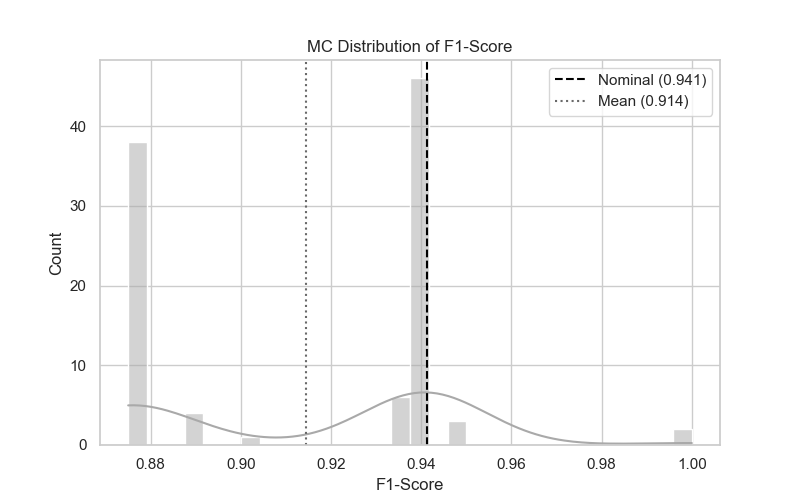 MC Distribution of F1-Score
Nominal (0.941)
Mean (0.914)
Count
40
30
20
10
0
0.88 0.90 0.92 0.94 0.96 0.98 1.00
F1-Score